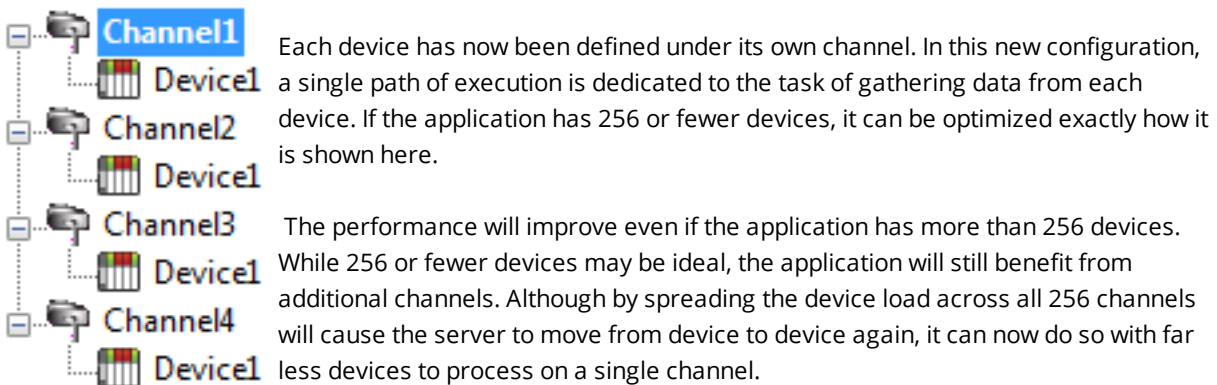 Channel1
Device1
Channel2
Device1
Channel3
Device1
Channel4
Device1
Each device has now been defined under its own channel. In this new configuration,
a single path of execution is dedicated to the task of gathering data from each
device. If the application has 256 or fewer devices, it can be optimized exactly how it
is shown here.
The performance will improve even if the application has more than 256 devices.
While 256 or fewer devices may be ideal, the application will still benefit from
additional channels. Although by spreading the device load across all 256 channels
will cause the server to move from device to device again, it can now do so with far
less devices to process on a single channel.